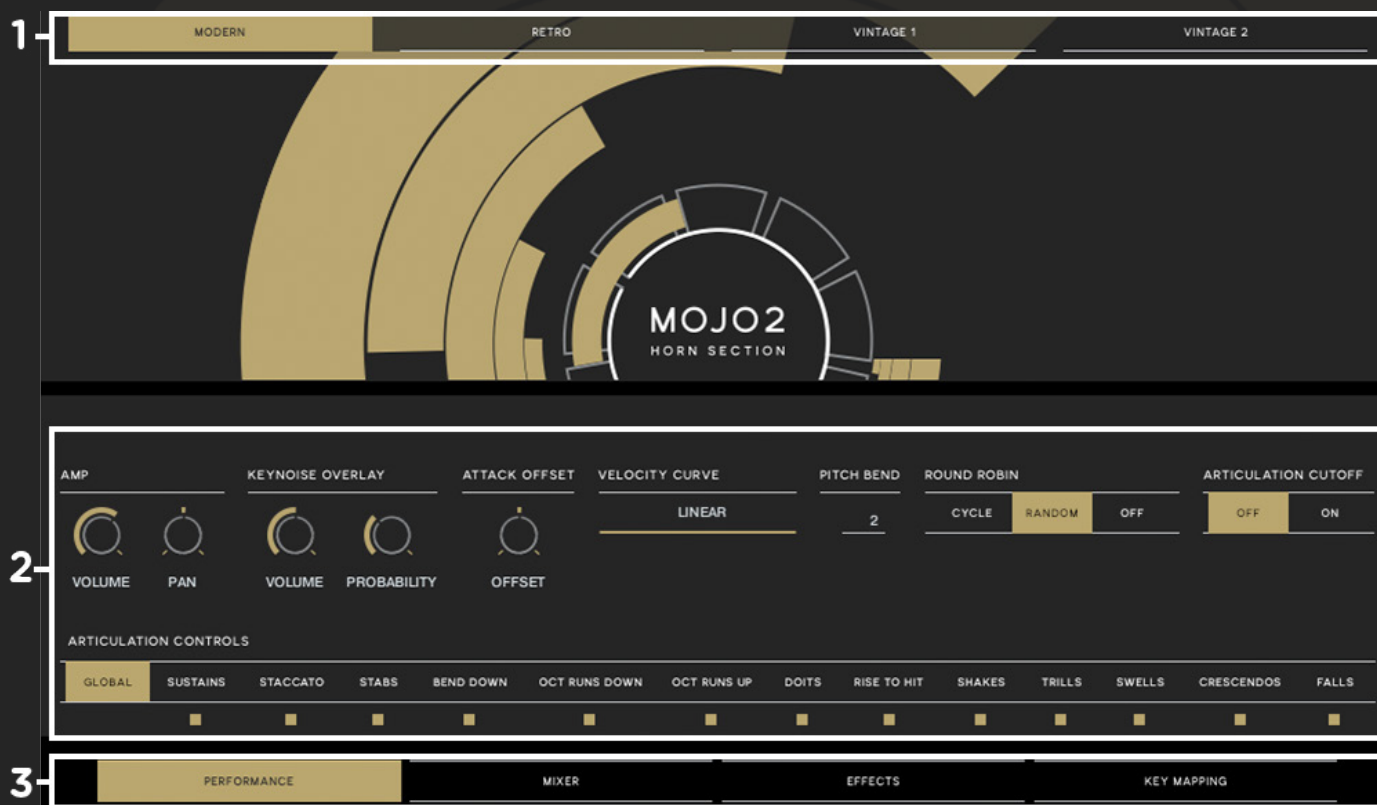 1
MODERN RETRO VINTAGE 1 VINTAGE 2
MOJO2
HORN SECTION
2
AMP KEYNOISE OVERLAY ATTACK OFFSET VELOCITY CURVE PITCH BEND ROUND ROBIN ARTICULATION CUTOFF
LINEAR 2 CYCLE RANDOM OFF OFF ON
VOLUME PAN VOLUME PROBABILITY OFFSET
ARTICULATION CONTROLS
GLOBAL SUSTAINS STACCATO STABS BEND DOWN OCT RUNS DOWN OCT RUNS UP DOITS RISE TO HIT SHAKES TRILLS SWELLS CRESCENDOS FALLS
3
PERFORMANCE MIXER EFFECTS KEY MAPPING